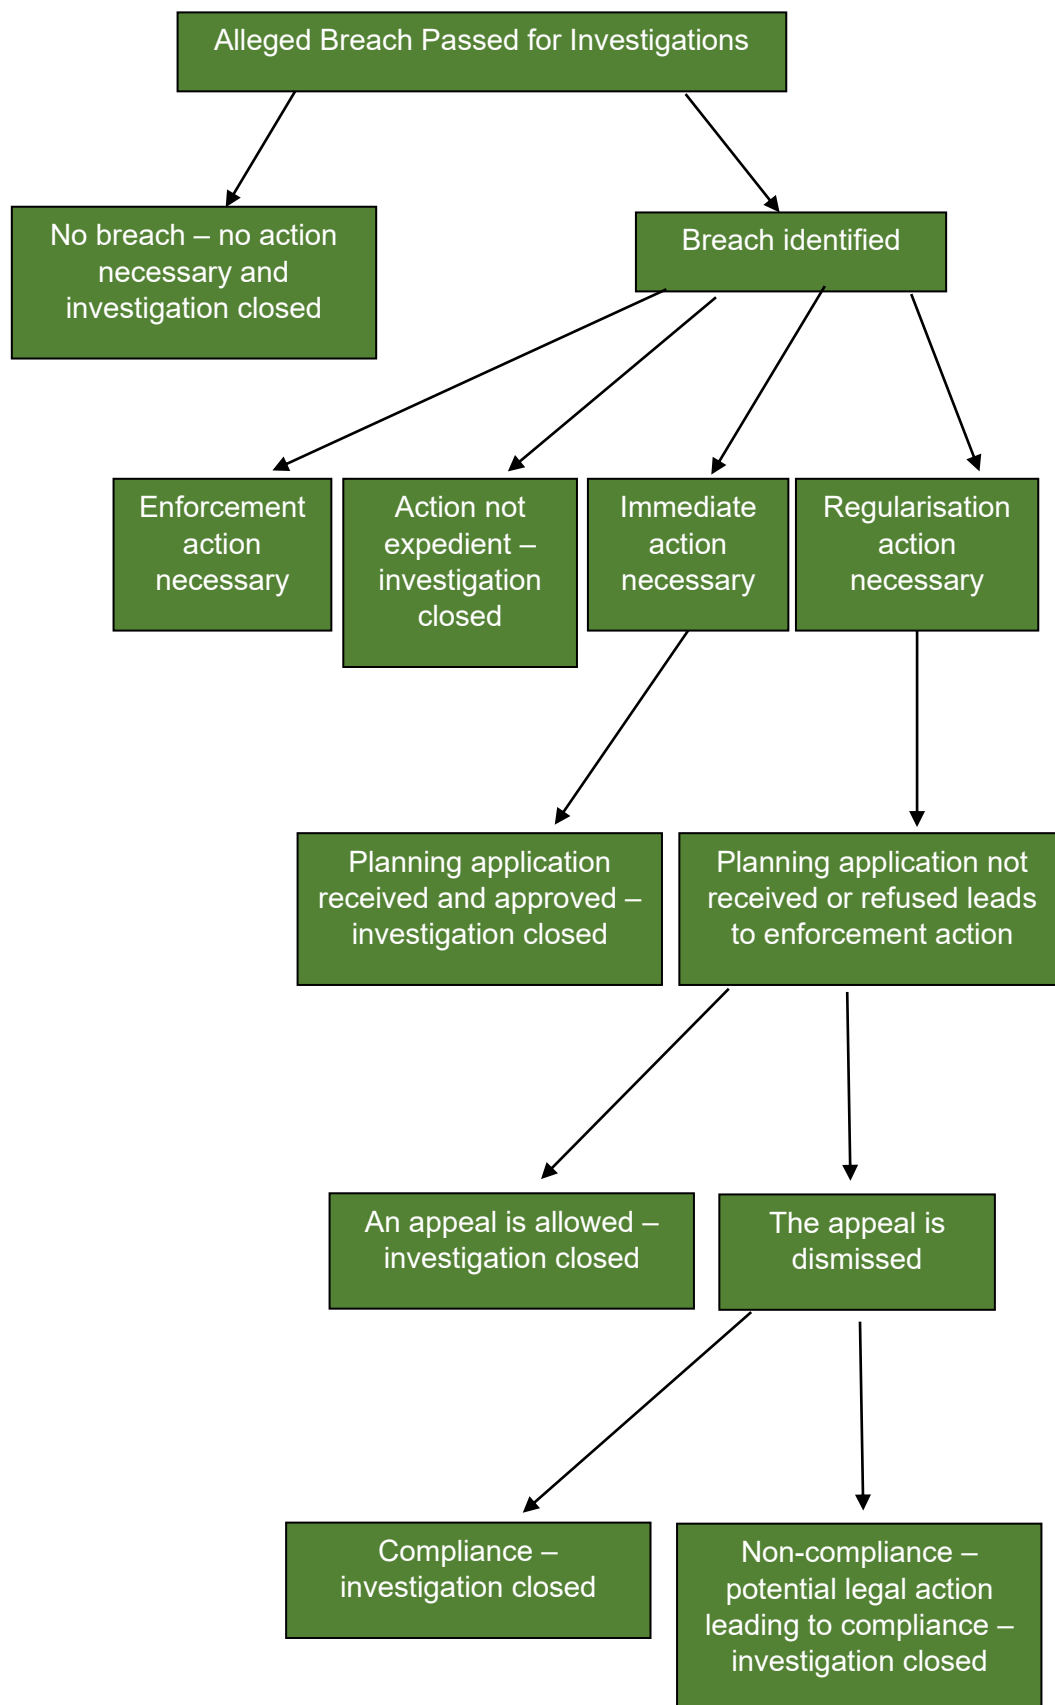 Alleged Breach Passed for Investigations
No breach – no action
necessary and
investigation closed
Breach identified
Enforcement
action
necessary
Action not
expedient –
investigation
closed
Immediate
action
necessary
Regularisation
action
necessary
Planning application
received and approved –
investigation closed
Planning application not
received or refused leads
to enforcement action
An appeal is allowed –
investigation closed
The appeal is
dismissed
Compliance –
investigation closed
Non-compliance –
potential legal action
leading to compliance –
investigation closed